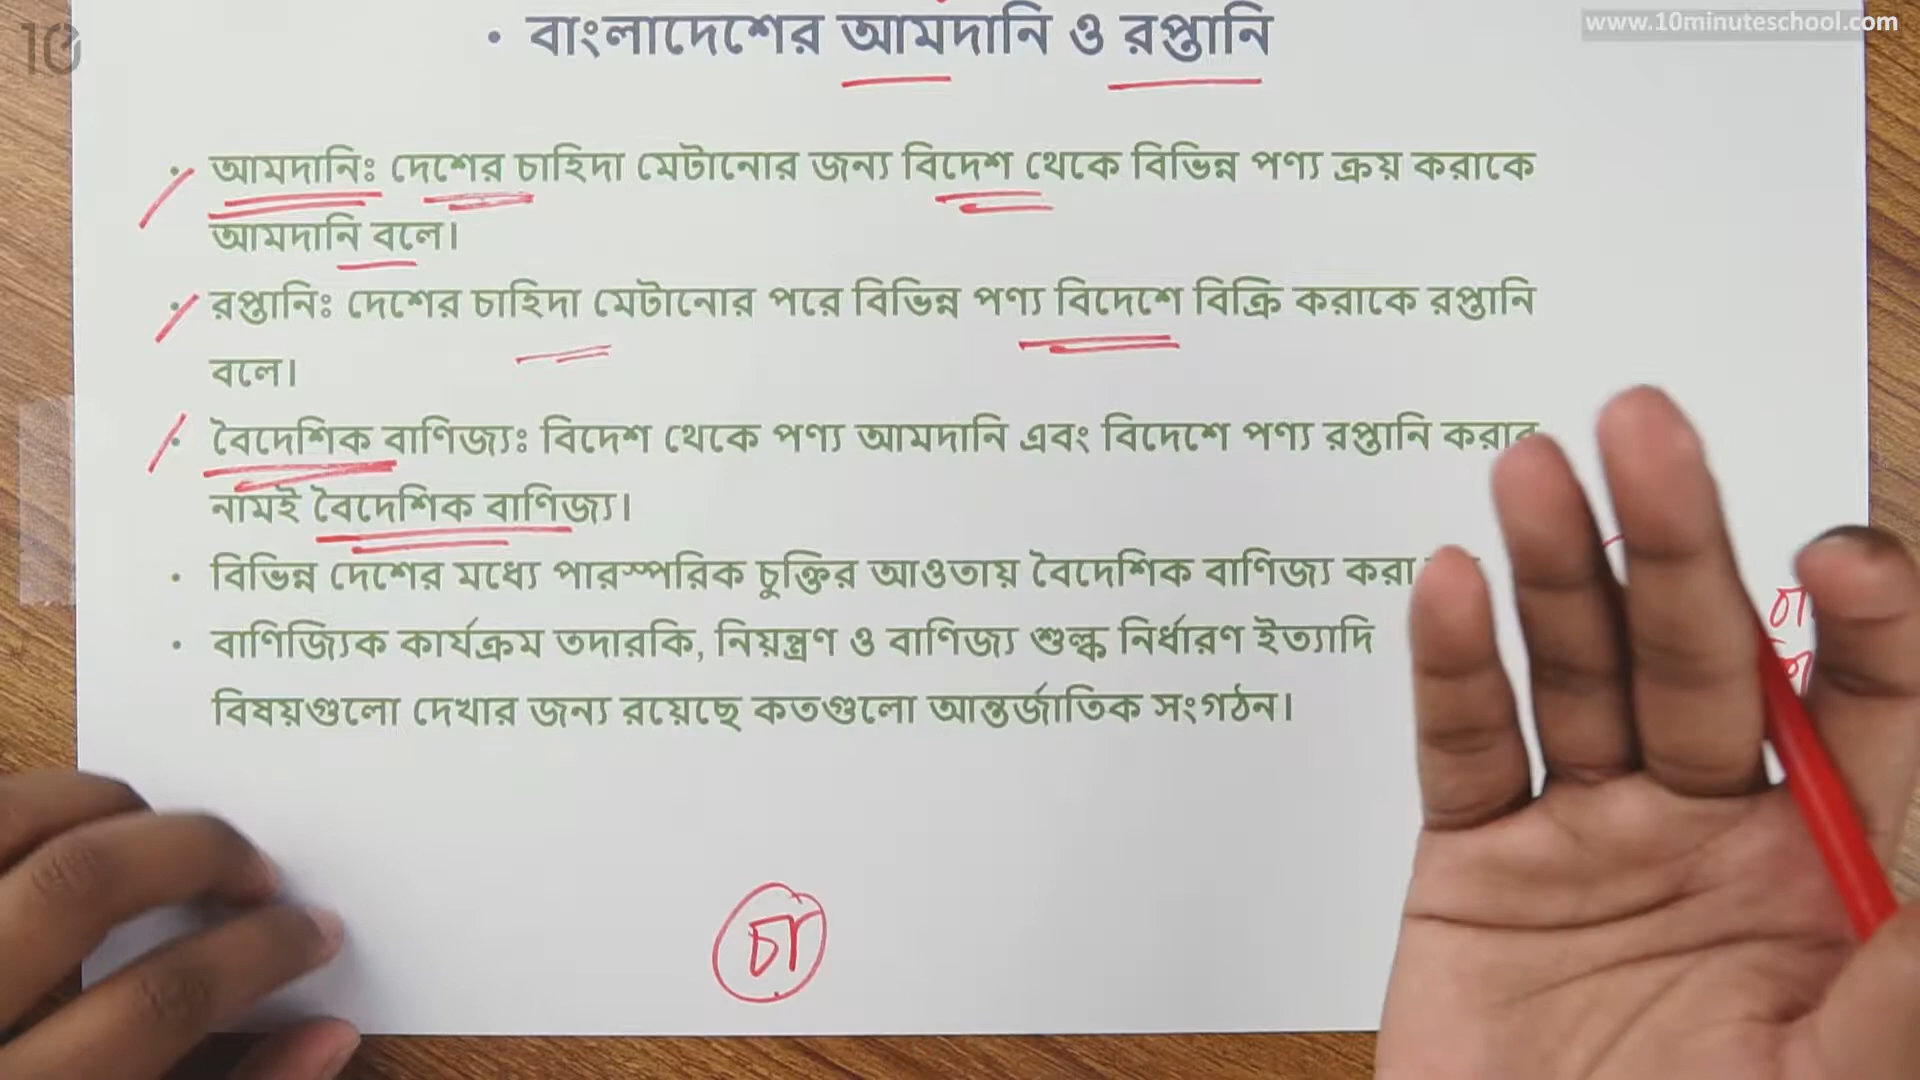 10
www.10minuteschool.com
• বাংলাদেশের আমদানি ও রপ্তানি
• আমদানিঃ দেশের চাহিদা মেটানোর জন্য বিদেশ থেকে বিভিন্ন পণ্য ক্রয় করাকে
আমদানি বলে।
• রপ্তানিঃ দেশের চাহিদা মেটানোর পরে বিভিন্ন পণ্য বিদেশে বিক্রি করাকে রপ্তানি
বলে।
• বৈদেশিক বাণিজ্যঃ বিদেশ থেকে পণ্য আমদানি এবং বিদেশে পণ্য রপ্তানি করার
নামই বৈদেশিক বাণিজ্য।
• বিভিন্ন দেশের মধ্যে পারস্পরিক চুক্তির আওতায় বৈদেশিক বাণিজ্য করা
• বাণিজ্যিক কার্যক্রম তদারকি, নিয়ন্ত্রণ ও বাণিজ্য শুল্ক নির্ধারণ ইত্যাদি
বিষয়গুলো দেখার জন্য রয়েছে কতগুলো আন্তর্জাতিক সংগঠন।
চা